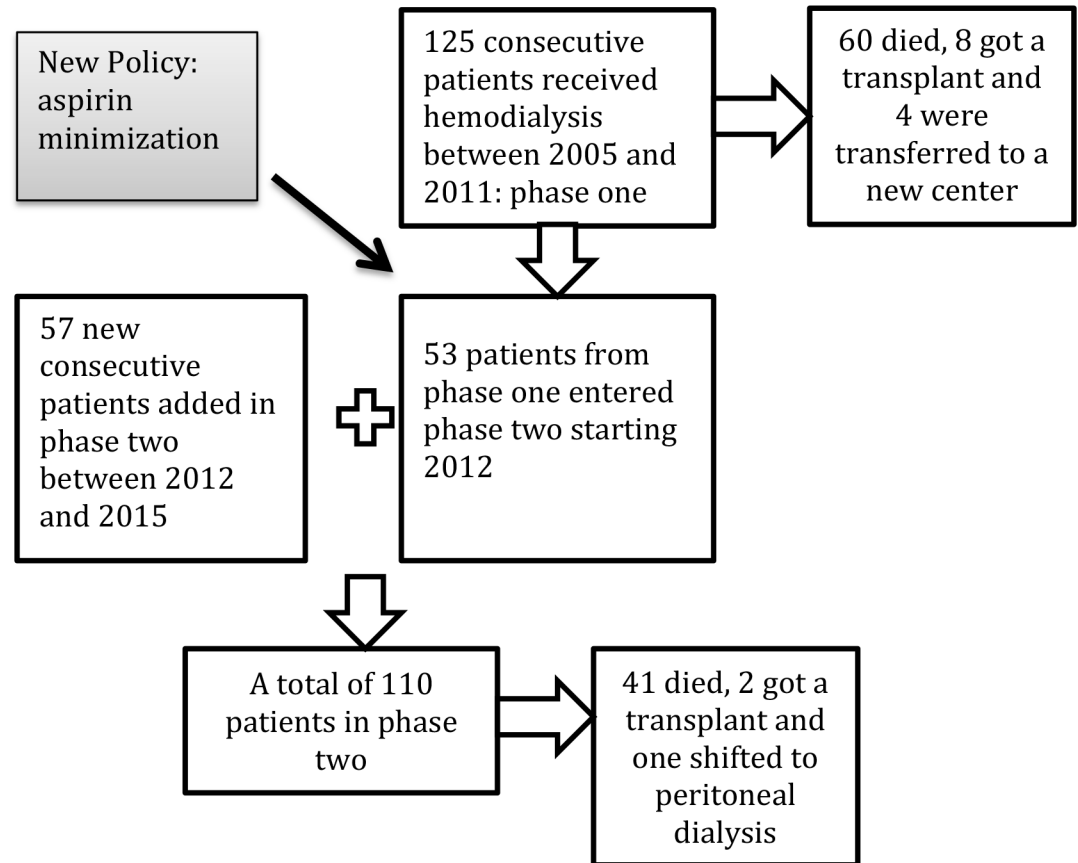 New Policy:
aspirin
minimization
125 consecutive
patients received
hemodialysis
between 2005 and
2011: phase one
60 died, 8 got a
transplant and
4 were
transferred to a
new center
57 new
consecutive
patients added in
phase two
between 2012
and 2015
53 patients from
phase one entered
phase two starting
2012
A total of 110
patients in phase
two
41 died, 2 got a
transplant and
one shifted to
peritoneal
dialysis